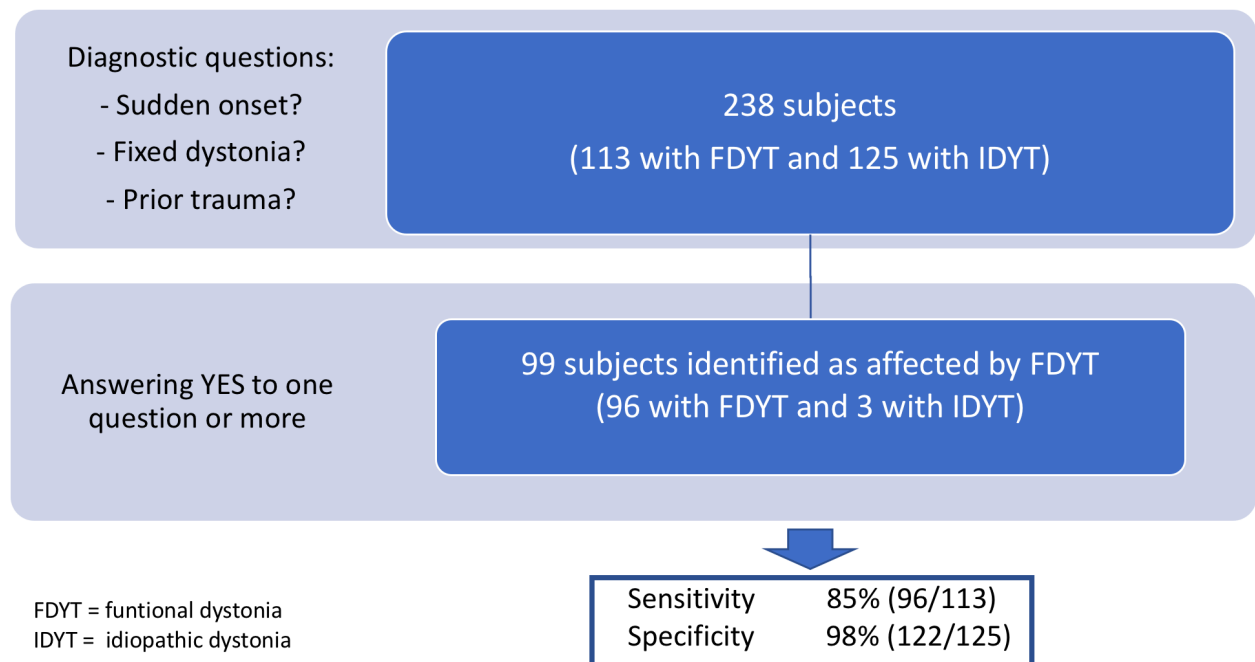 Diagnostic questions:
- Sudden onset?
- Fixed dystonia?
- Prior trauma?
238 subjects
(113 with FDYT and 125 with IDYT)
Answering YES to one
question or more
99 subjects identified as affected by FDYT
(96 with FDYT and 3 with IDYT)
Sensitivity 85% (96/113)
Specificity 98% (122/125)
FDYT = funtional dystonia
IDYT = idiopathic dystonia